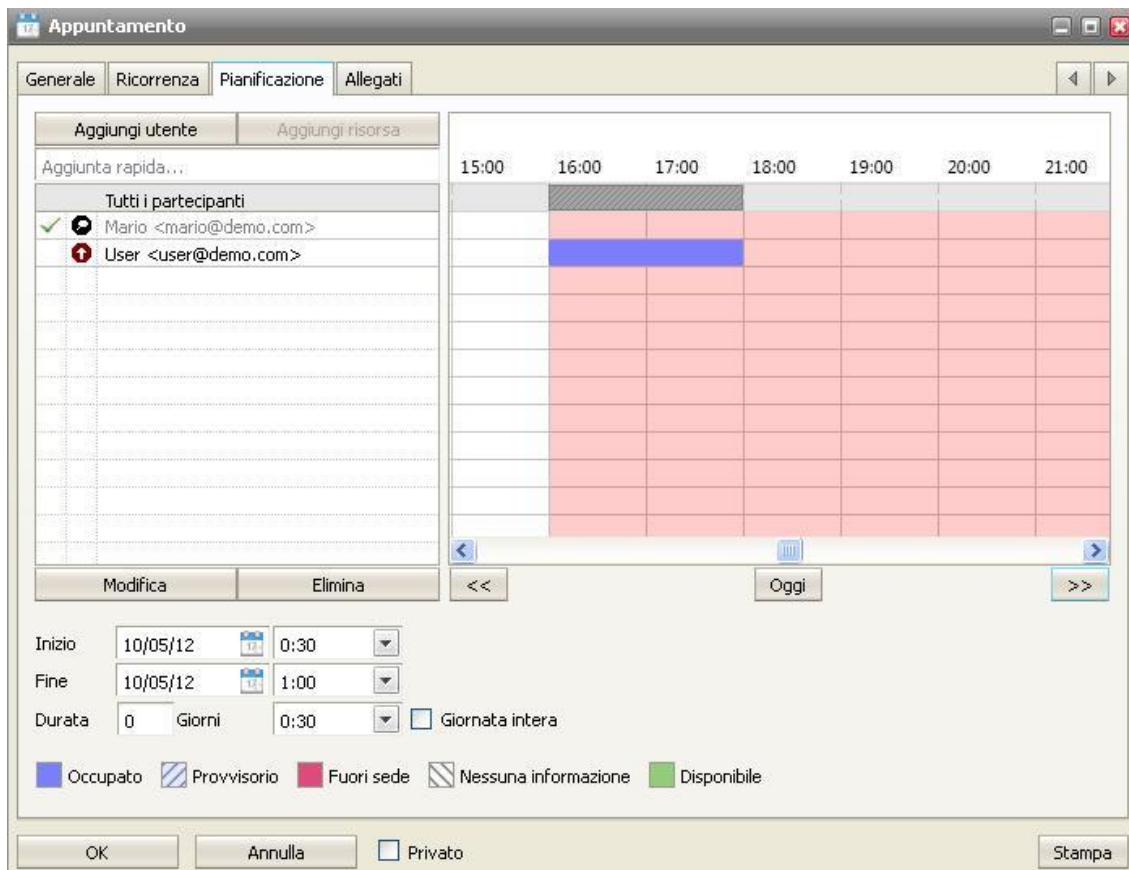 Appuntamento
Generale Ricorrenza Pianificazione Allegati
Aggiungi utente Aggiungi risorsa
Aggiunta rapida...
15:00 16:00 17:00 18:00 19:00 20:00 21:00
Tutti i partecipanti
Mario <mario@demo.com>
User <user@demo.com>
Modifica Elimina << Oggi >>
Inizio 10/05/12 0:30
Fine 10/05/12 1:00
Durata 0 Giorni 0:30 Giornata intera
Occupato Provvisorio Fuori sede Nessuna informazione Disponibile
OK Annulla Privato Stampa